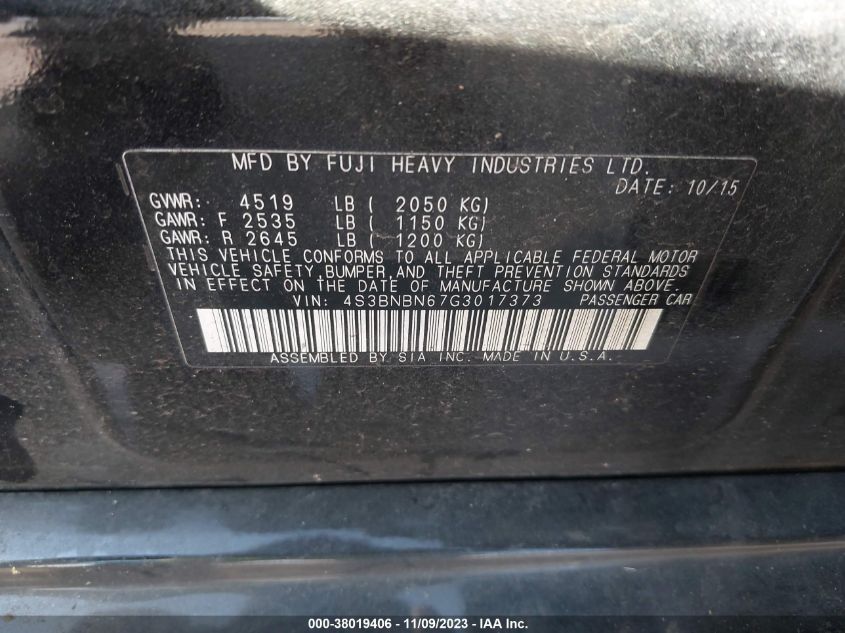 MFD BY FUJI HEAVY INDUSTRIES LTD.
DATE: 10/15
GVWR: 4519 LB ( 2050 KG)
GAWR: F 2535 LB ( 1150 KG)
GAWR: R 2645 LB ( 1200 KG)
THIS VEHICLE CONFORMS TO ALL APPLICABLE FEDERAL MOTOR
VEHICLE SAFETY,BUMPER,AND THEFT PREVENTION STANDARDS
IN EFFECT ON THE DATE OF MANUFACTURE SHOWN ABOVE.
VIN: 4S3BNBN67G3017373 PASSENGER CAR
ASSEMBLED BY SIA INC. MADE IN U.S.A.
000-38019406 - 11/09/2023 - IAA Inc.